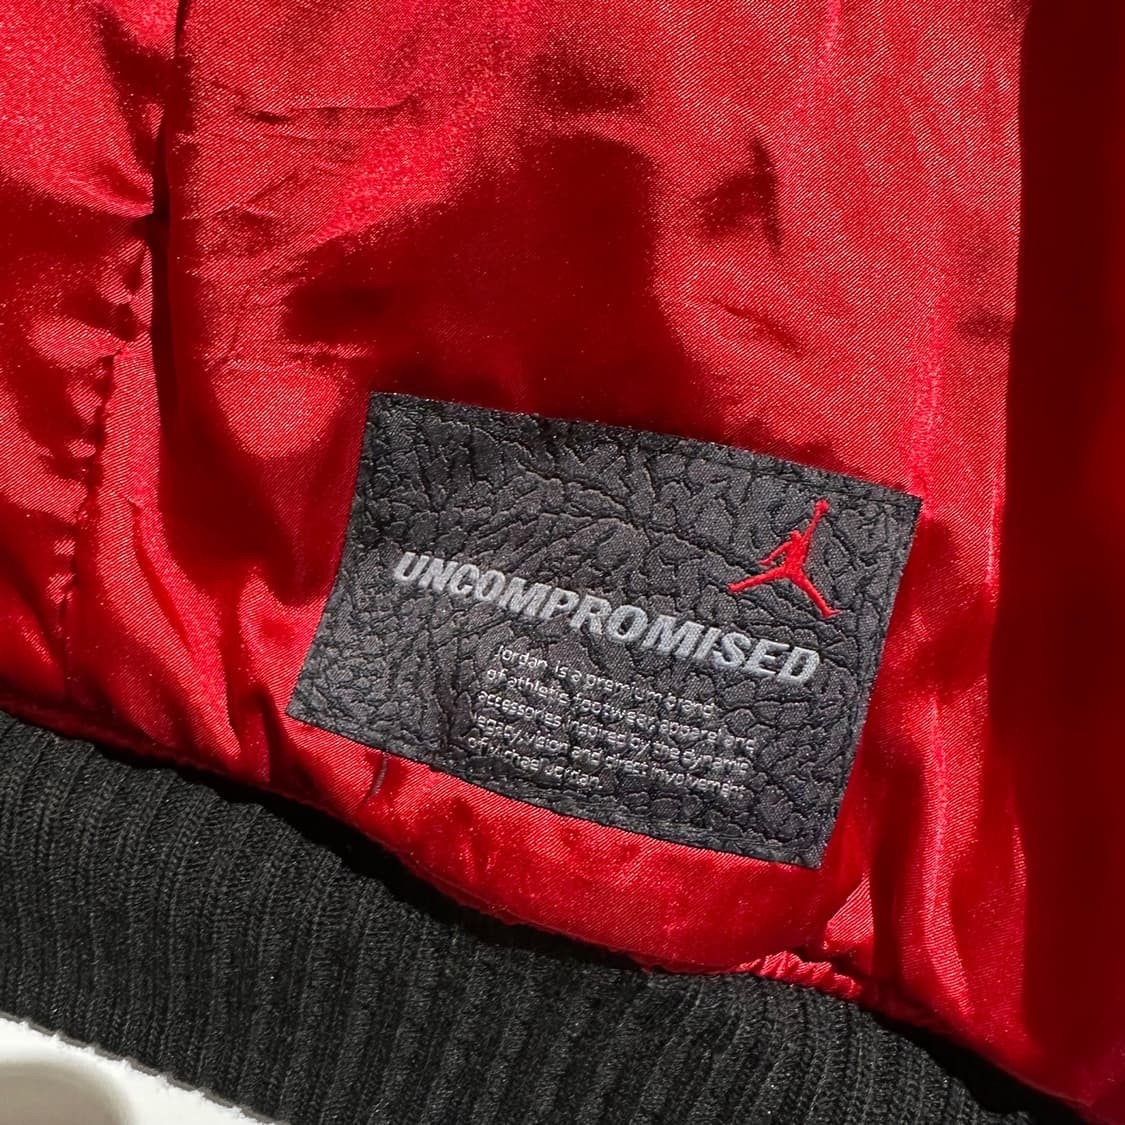 UNCOMPROMISED
Jordan is a premium brand
of athletic footwear, apparel and
accessories inspired by the dynamic
legacy, vision and direct involvement
of Michael Jordan.